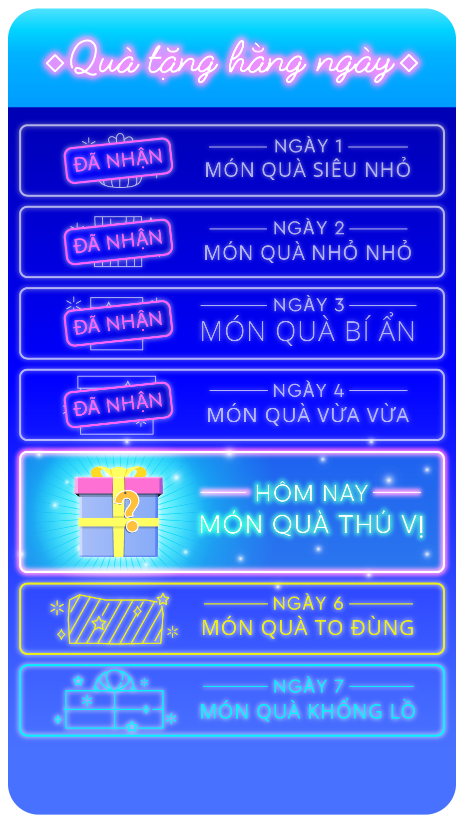 Quà tặng hằng ngày
ĐÃ NHẬN
NGÀY 1
MÓN QUÀ SIÊU NHỎ
ĐÃ NHẬN
NGÀY 2
MÓN QUÀ NHỎ NHỎ
ĐÃ NHẬN
NGÀY 3
MÓN QUÀ BÍ ẨN
ĐÃ NHẬN
NGÀY 4
MÓN QUÀ VỪA VỪA
?
HÔM NAY
MÓN QUÀ THÚ VỊ
NGÀY 6
MÓN QUÀ TO ĐÙNG
NGÀY 7
MÓN QUÀ KHỔNG LỒ